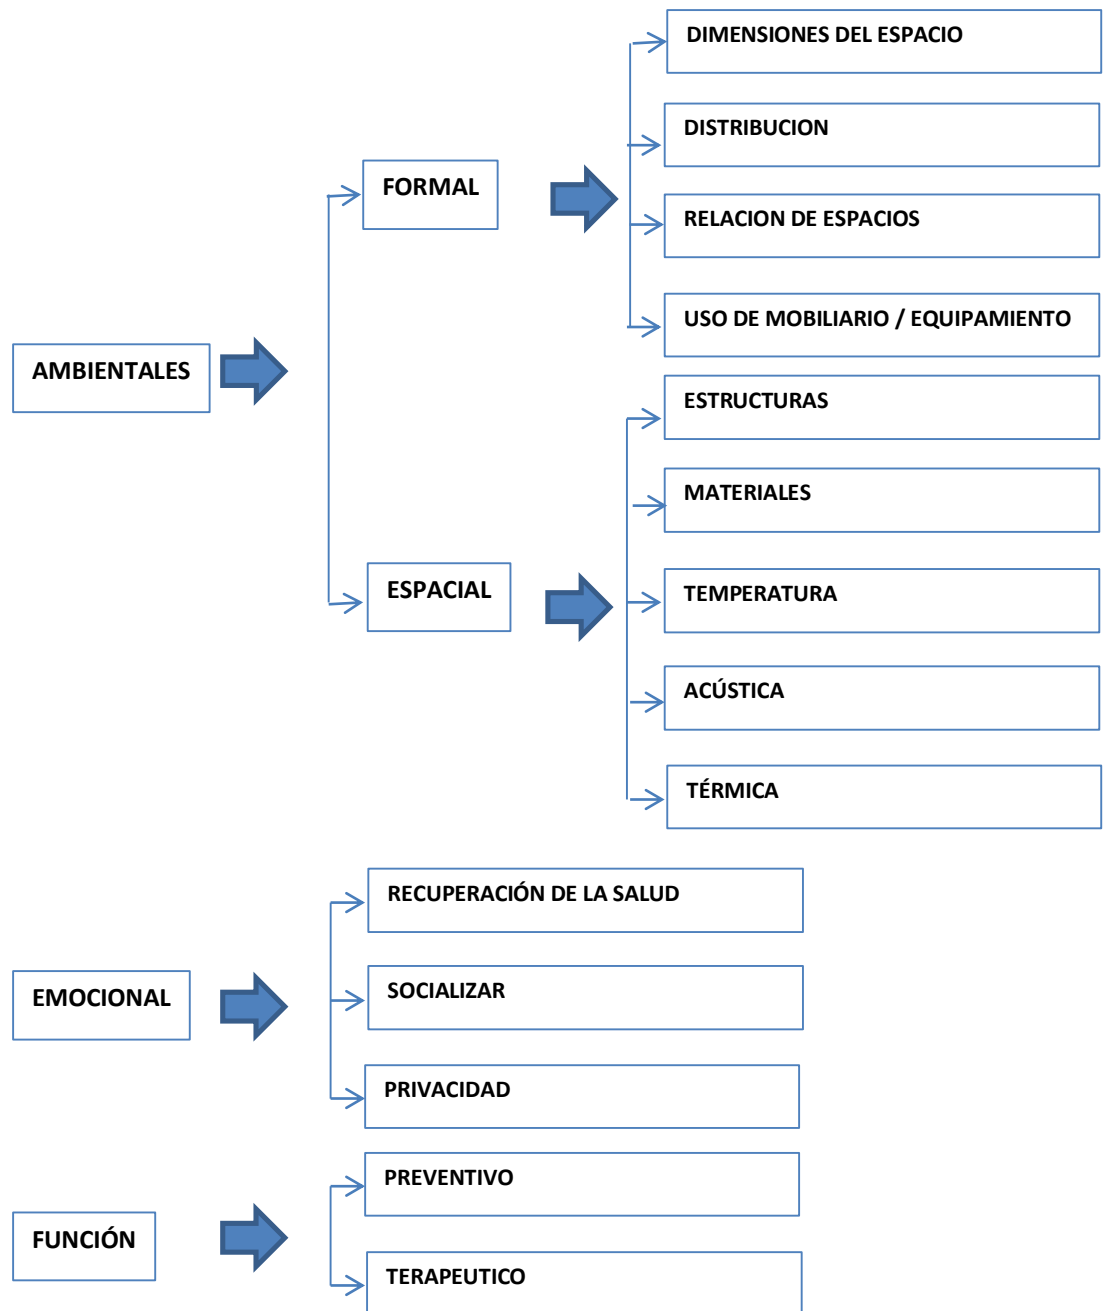 AMBIENTALES
FORMAL
DIMENSIONES DEL ESPACIO
DISTRIBUCION
RELACION DE ESPACIOS
USO DE MOBILIARIO / EQUIPAMIENTO
ESPACIAL
ESTRUCTURAS
MATERIALES
TEMPERATURA
ACÚSTICA
TÉRMICA
EMOCIONAL
RECUPERACIÓN DE LA SALUD
SOCIALIZAR
PRIVACIDAD
FUNCIÓN
PREVENTIVO
TERAPEUTICO